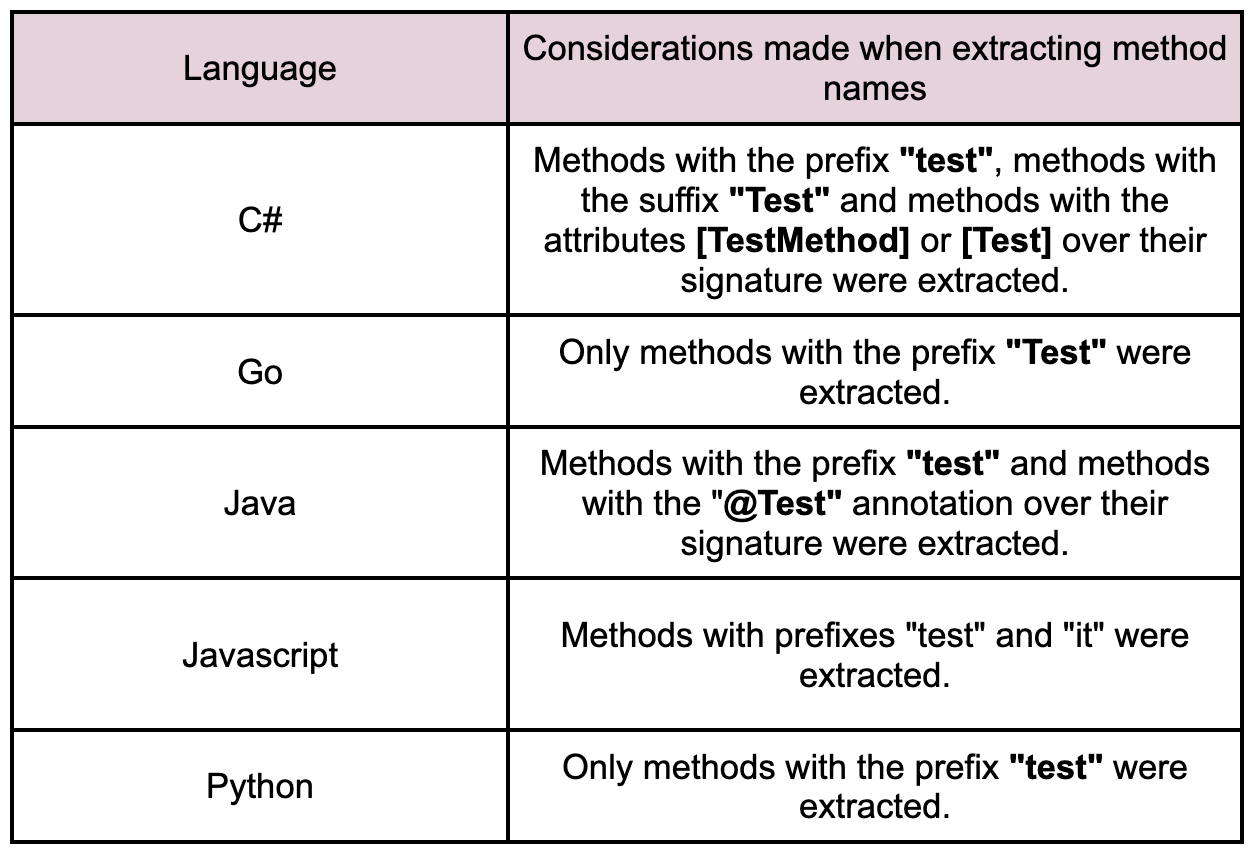 Language
Considerations made when extracting method
names
C#
Methods with the prefix "test", methods with
the suffix "Test" and methods with the
attributes [TestMethod] or [Test] over their
signature were extracted.
Go
Only methods with the prefix "Test" were
extracted.
Java
Methods with the prefix "test" and methods
with the "@Test" annotation over their
signature were extracted.
Javascript
Methods with prefixes "test" and "it" were
extracted.
Python
Only methods with the prefix "test" were
extracted.